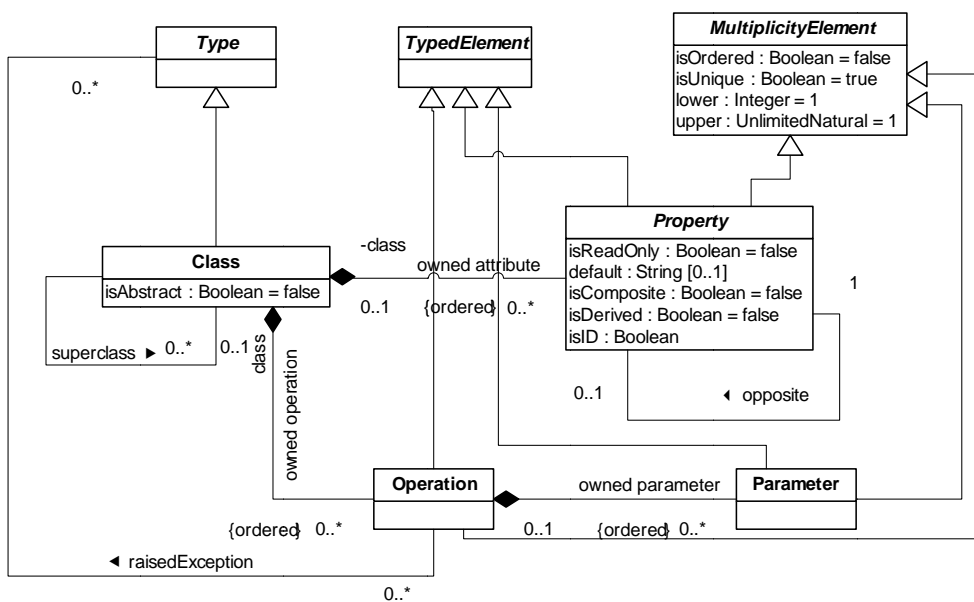 Type
TypedElement
MultiplicityElement
isOrdered : Boolean = false
isUnique : Boolean = true
lower : Integer = 1
upper : UnlimitedNatural = 1
0..*
Property
isReadOnly : Boolean = false
default : String [0..1]
isComposite : Boolean = false
isDerived : Boolean = false
isID : Boolean
-class
owned attribute
0..1
{ordered}
0..*
1
Class
isAbstract : Boolean = false
superclass ►
0..*
0..1
class
owned operation
0..1
◄ opposite
Operation
owned parameter
Parameter
{ordered}
0..*
0..1
{ordered}
0..*
◄ raisedException
0..*